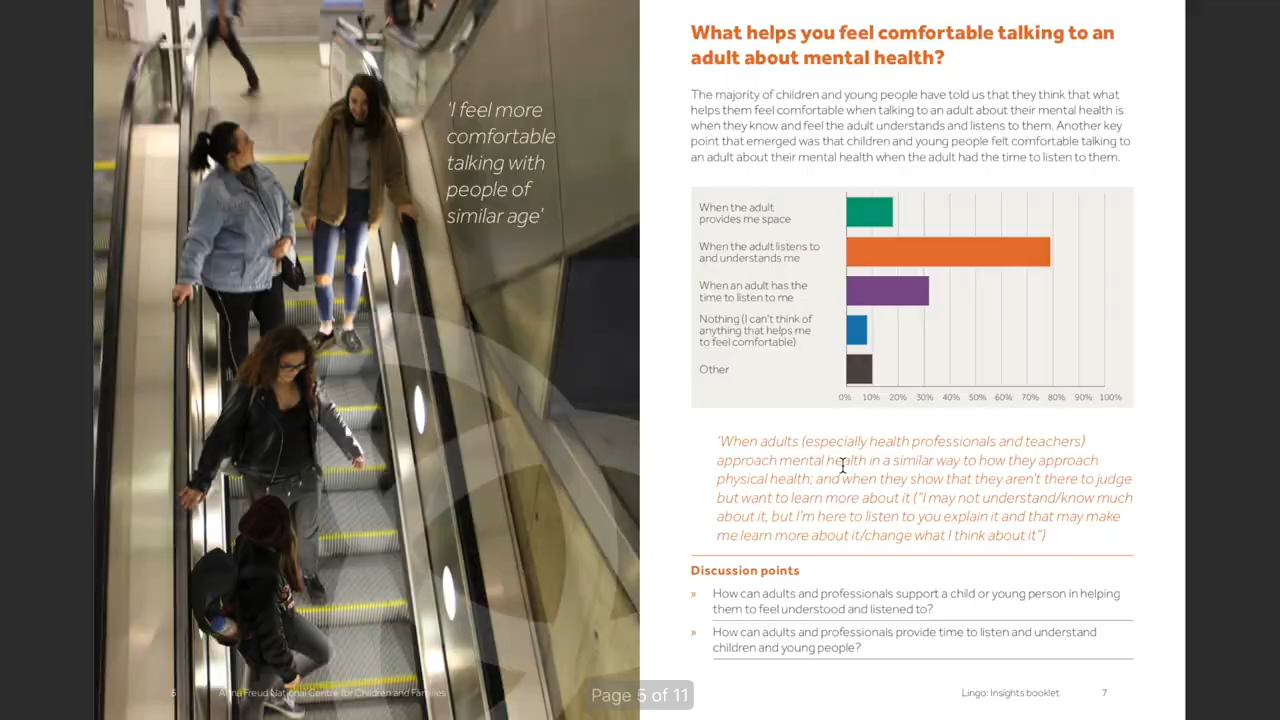 'I feel more
comfortable
talking with
people of
similar age'
6 Anna Freud National Centre for Children and Families
What helps you feel comfortable talking to an
adult about mental health?
The majority of children and young people have told us that they think that what
helps them feel comfortable when talking to an adult about their mental health is
when they know and feel the adult understands and listens to them. Another key
point that emerged was that children and young people felt comfortable talking to
an adult about their mental health when the adult had the time to listen to them.
When the adult
provides me space
When the adult listens to
and understands me
When an adult has the
time to listen to me
Nothing (I can't think of
anything that helps me
to feel comfortable)
Other
0% 10% 20% 30% 40% 50% 60% 70% 80% 90% 100%
'When adults (especially health professionals and teachers)
approach mental health in a similar way to how they approach
physical health; and when they show that they aren't there to judge
but want to learn more about it ("I may not understand/know much
about it, but I'm here to listen to you explain it and that may make
me learn more about it/change what I think about it")
Discussion points
» How can adults and professionals support a child or young person in helping
them to feel understood and listened to?
» How can adults and professionals provide time to listen and understand
children and young people?
Page 5 of 11
Lingo: Insights booklet 7